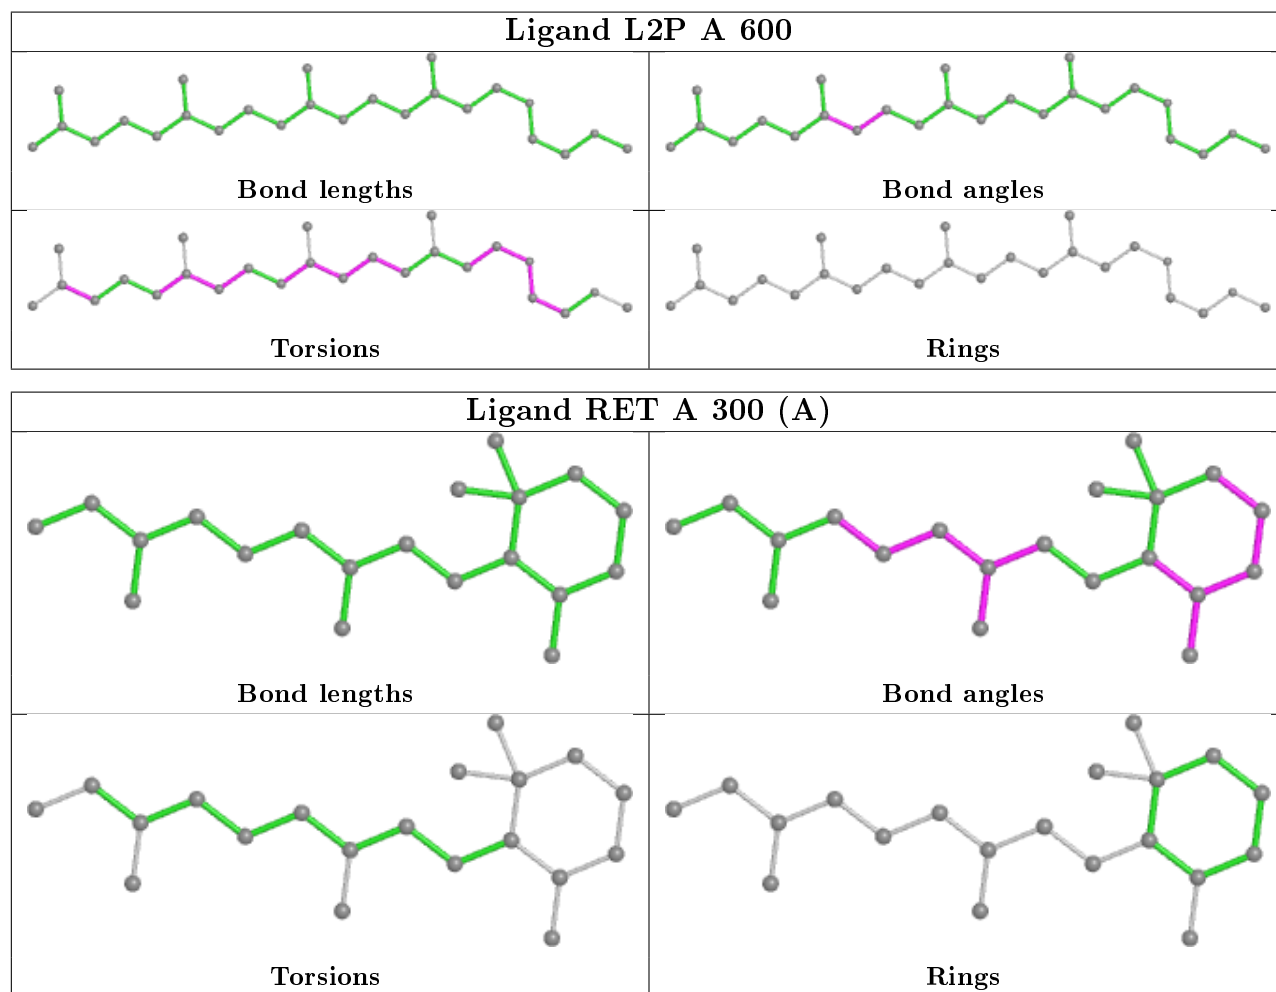 Ligand L2P A 600
Bond lengths
Bond angles
Torsions
Rings
Ligand RET A 300 (A)
Bond lengths
Bond angles
Torsions
Rings